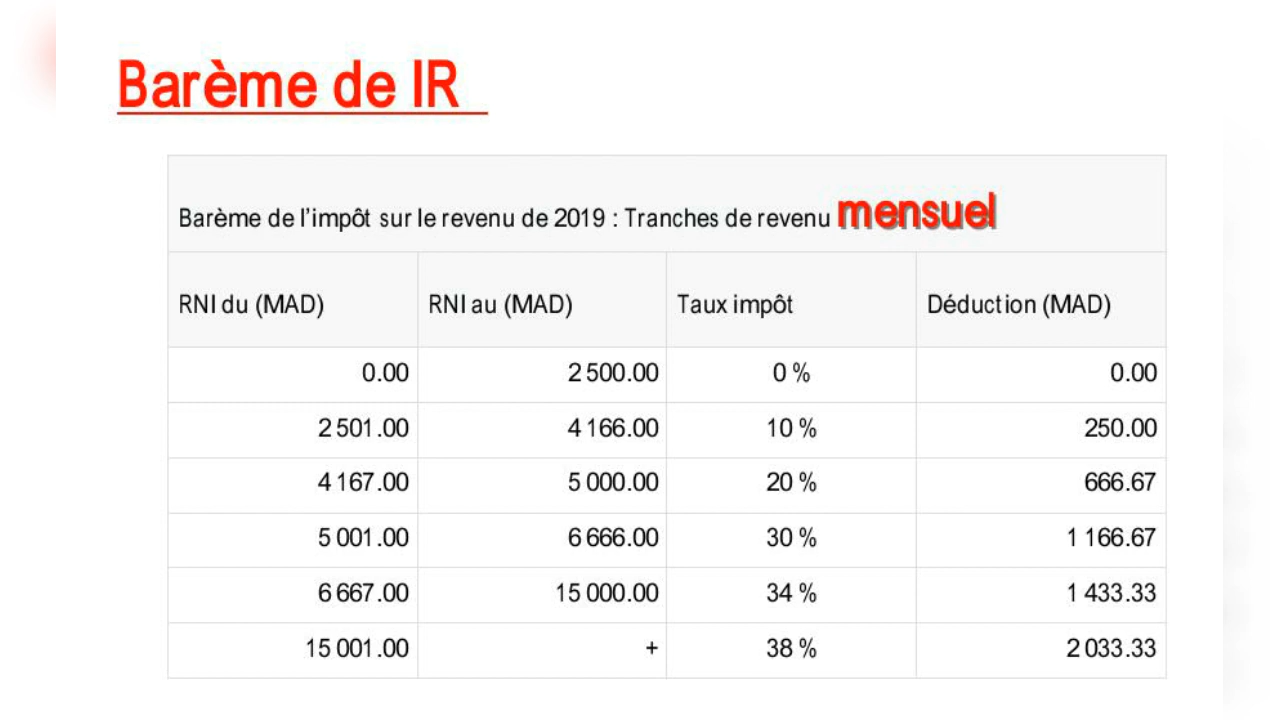 Barème de IR
Barème de l’impôt sur le revenu de 2019 : Tranches de revenu mensuel
RNI du (MAD) RNI au (MAD) Taux impôt Déduction (MAD)
0.00 2 500.00 0 % 0.00
2 501.00 4 166.00 10 % 250.00
4 167.00 5 000.00 20 % 666.67
5 001.00 6 666.00 30 % 1 166.67
6 667.00 15 000.00 34 % 1 433.33
15 001.00 + 38 % 2 033.33